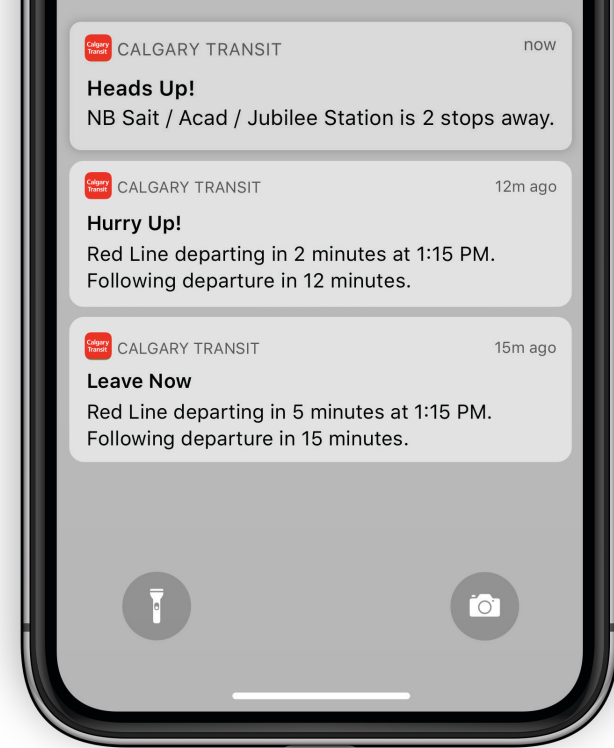 Calgary
Transit
CALGARY TRANSIT
now
Heads Up!
NB Sait / Acad / Jubilee Station is 2 stops away.
Calgary
Transit
CALGARY TRANSIT
12m ago
Hurry Up!
Red Line departing in 2 minutes at 1:15 PM.
Following departure in 12 minutes.
Calgary
Transit
CALGARY TRANSIT
15m ago
Leave Now
Red Line departing in 5 minutes at 1:15 PM.
Following departure in 15 minutes.